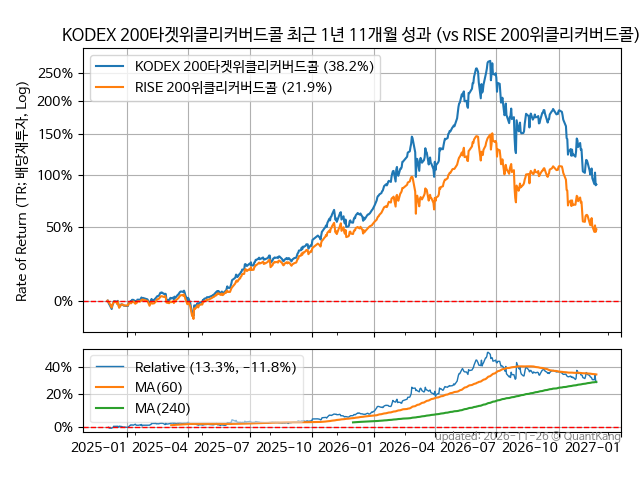 KODEX 200타겟위클리커버드콜 최근 1년 11개월 성과 (vs RISE 200위클리커버드콜)
Rate of Return (TR: 배당재투자, Log)
250%
200%
150%
100%
50%
0%
KODEX 200타겟위클리커버드콜 (38.2%)
RISE 200위클리커버드콜 (21.9%)
40%
20%
0%
Relative (13.3%, -11.8%)
MA(60)
MA(240)
updated: 2026-11-26 © QuantKang
2025-01 2025-04 2025-07 2025-10 2026-01 2026-04 2026-07 2026-10 2027-01